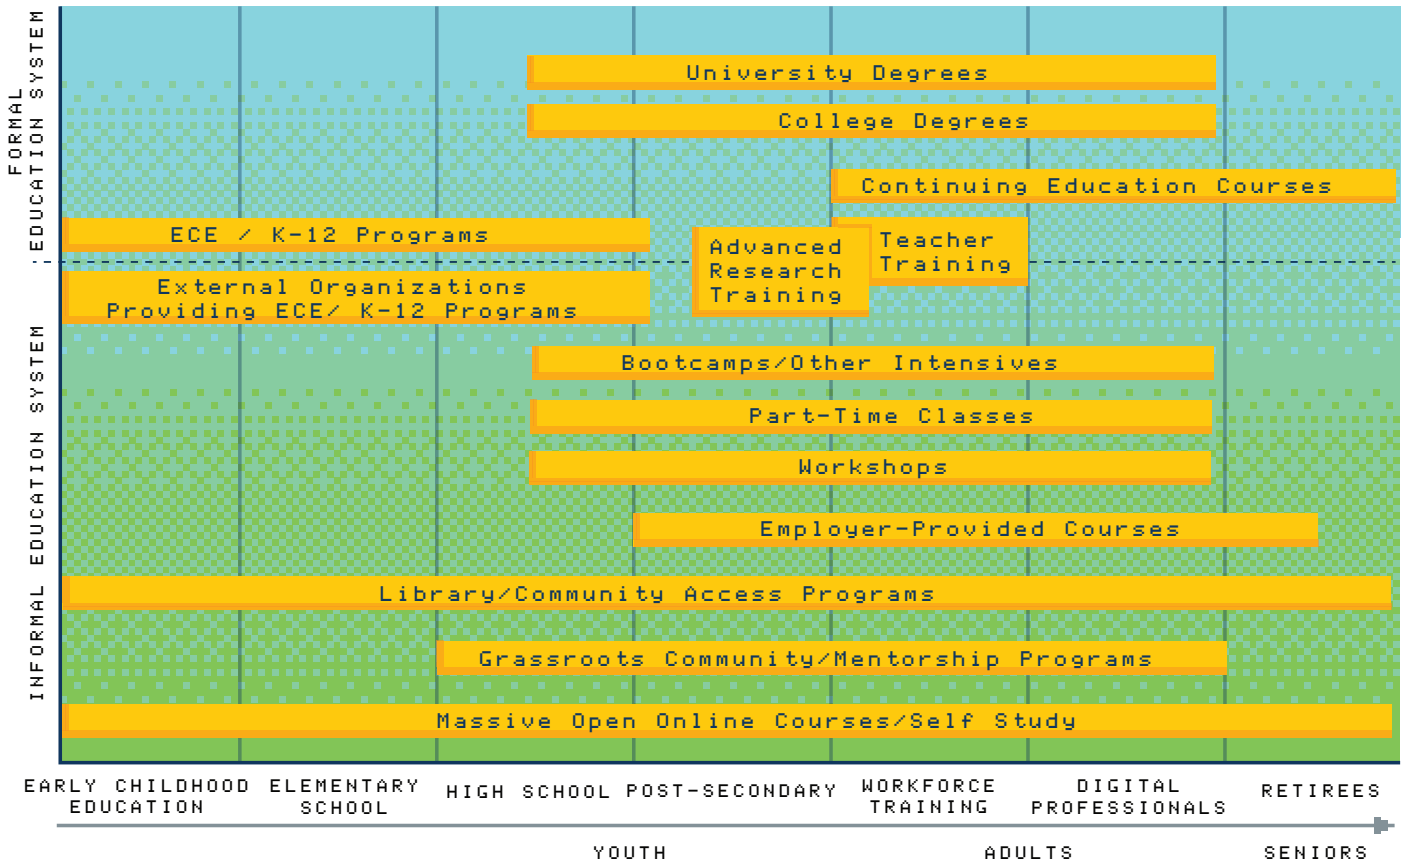 FORMAL
EDUCATION SYSTEM
INFORMAL EDUCATION SYSTEM
University Degrees
College Degrees
Continuing Education Courses
ECE / K-12 Programs
Teacher
Training
Advanced
Research
Training
External Organizations
Providing ECE/ K-12 Programs
Bootcamps/Other Intensives
Part-Time Classes
Workshops
Employer-Provided Courses
Library/Community Access Programs
Grassroots Community/Mentorship Programs
Massive Open Online Courses/Self Study
EARLY CHILDHOOD
EDUCATION
ELEMENTARY
SCHOOL
HIGH SCHOOL
POST-SECONDARY
WORKFORCE
TRAINING
DIGITAL
PROFESSIONALS
RETIREES
YOUTH
ADULTS
SENIORS